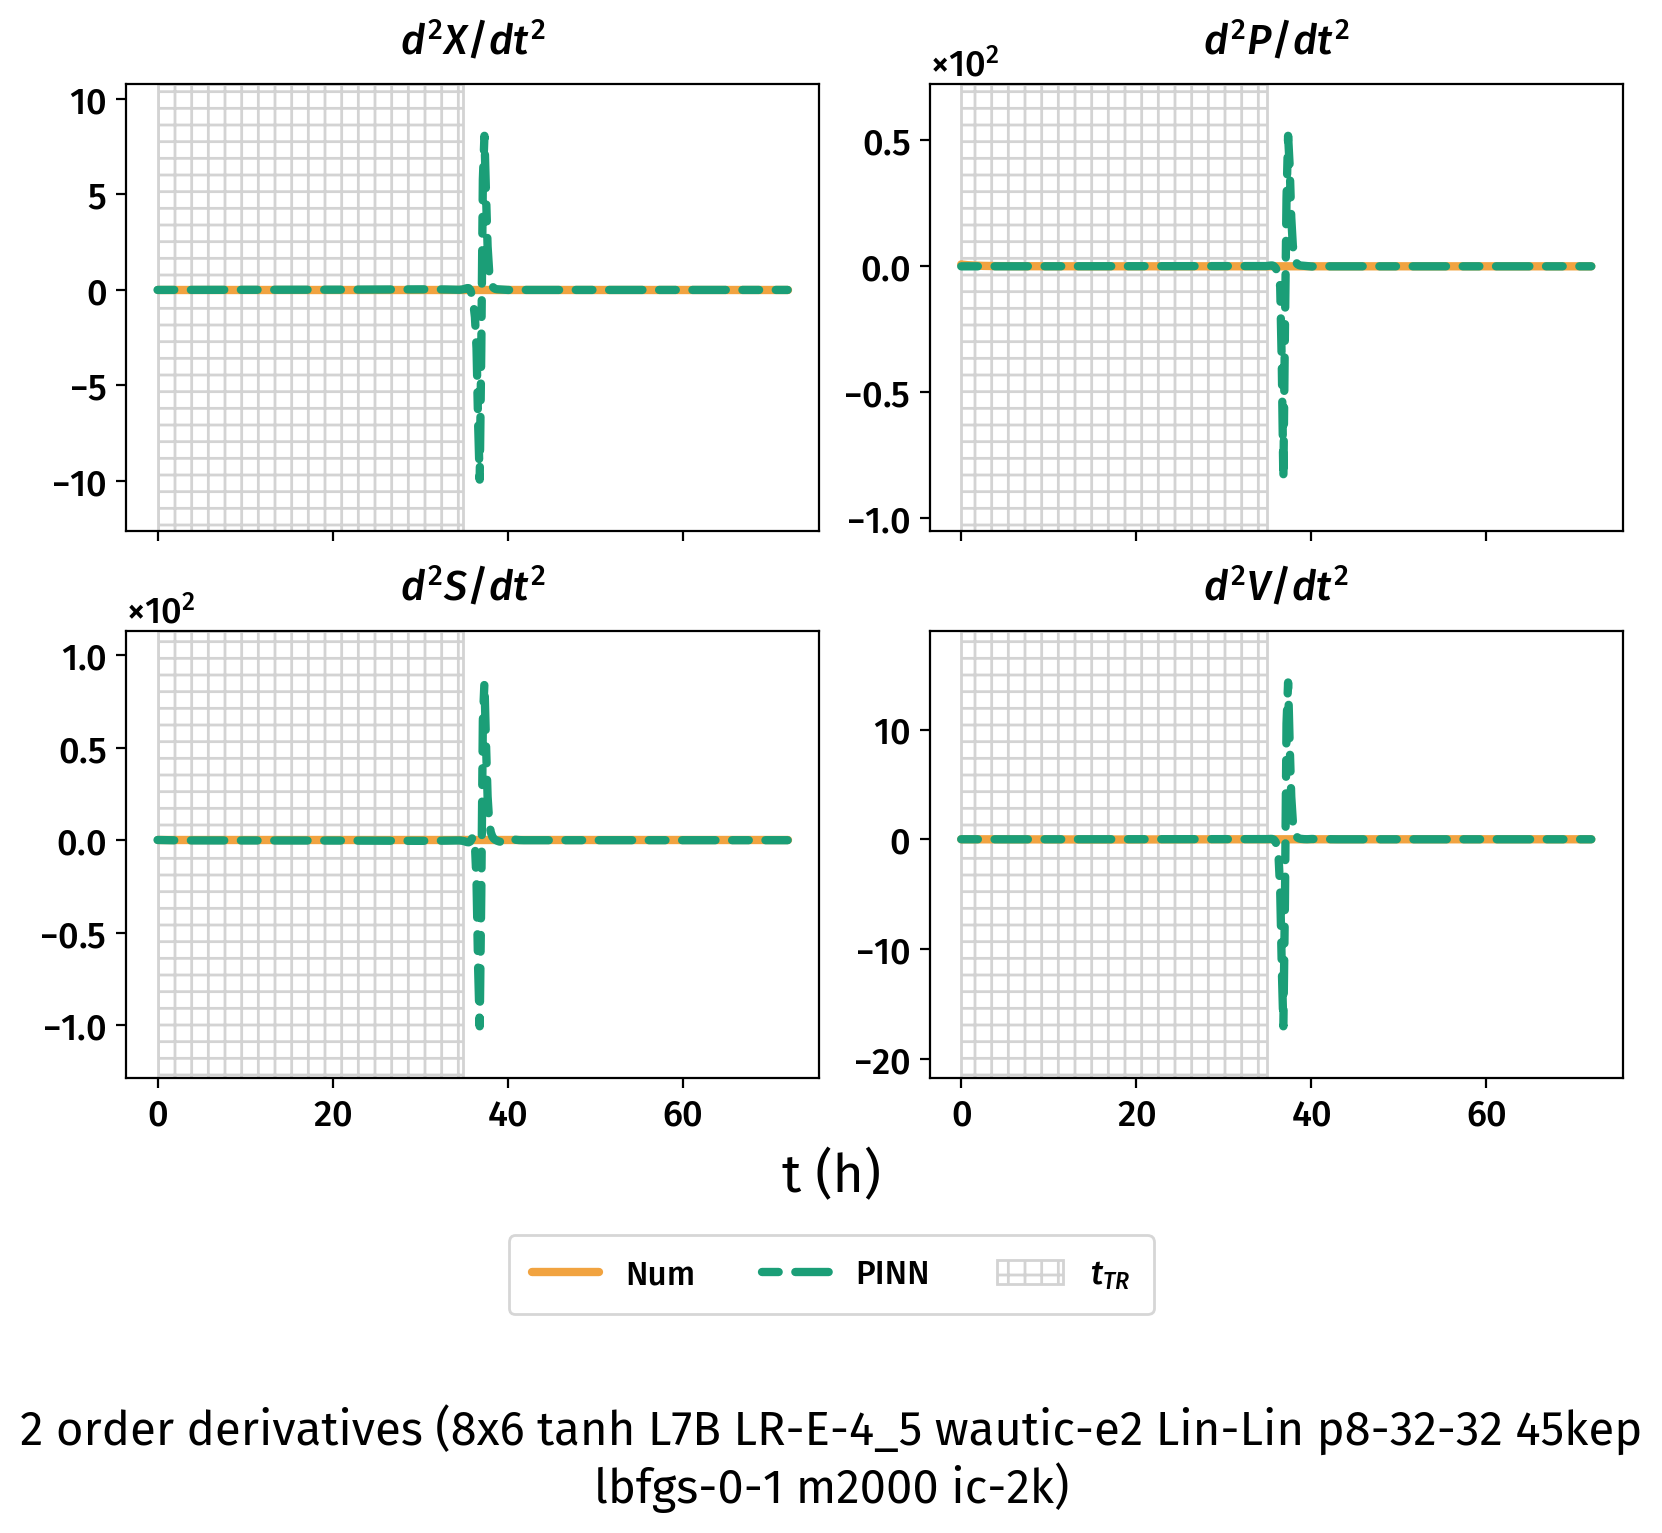 d²X/dt²
10
5
0
−5
−10
d²P/dt²
×10²
0.5
0.0
−0.5
−1.0
d²S/dt²
×10²
1.0
0.5
0.0
−0.5
−1.0
0 20 40 60
d²V/dt²
10
0
−10
−20
0 20 40 60
t (h)
Num PINN t_TR
2 order derivatives (8x6 tanh L7B LR-E-4_5 wautic-e2 Lin-Lin p8-32-32 45kep
lbfgs-0-1 m2000 ic-2k)